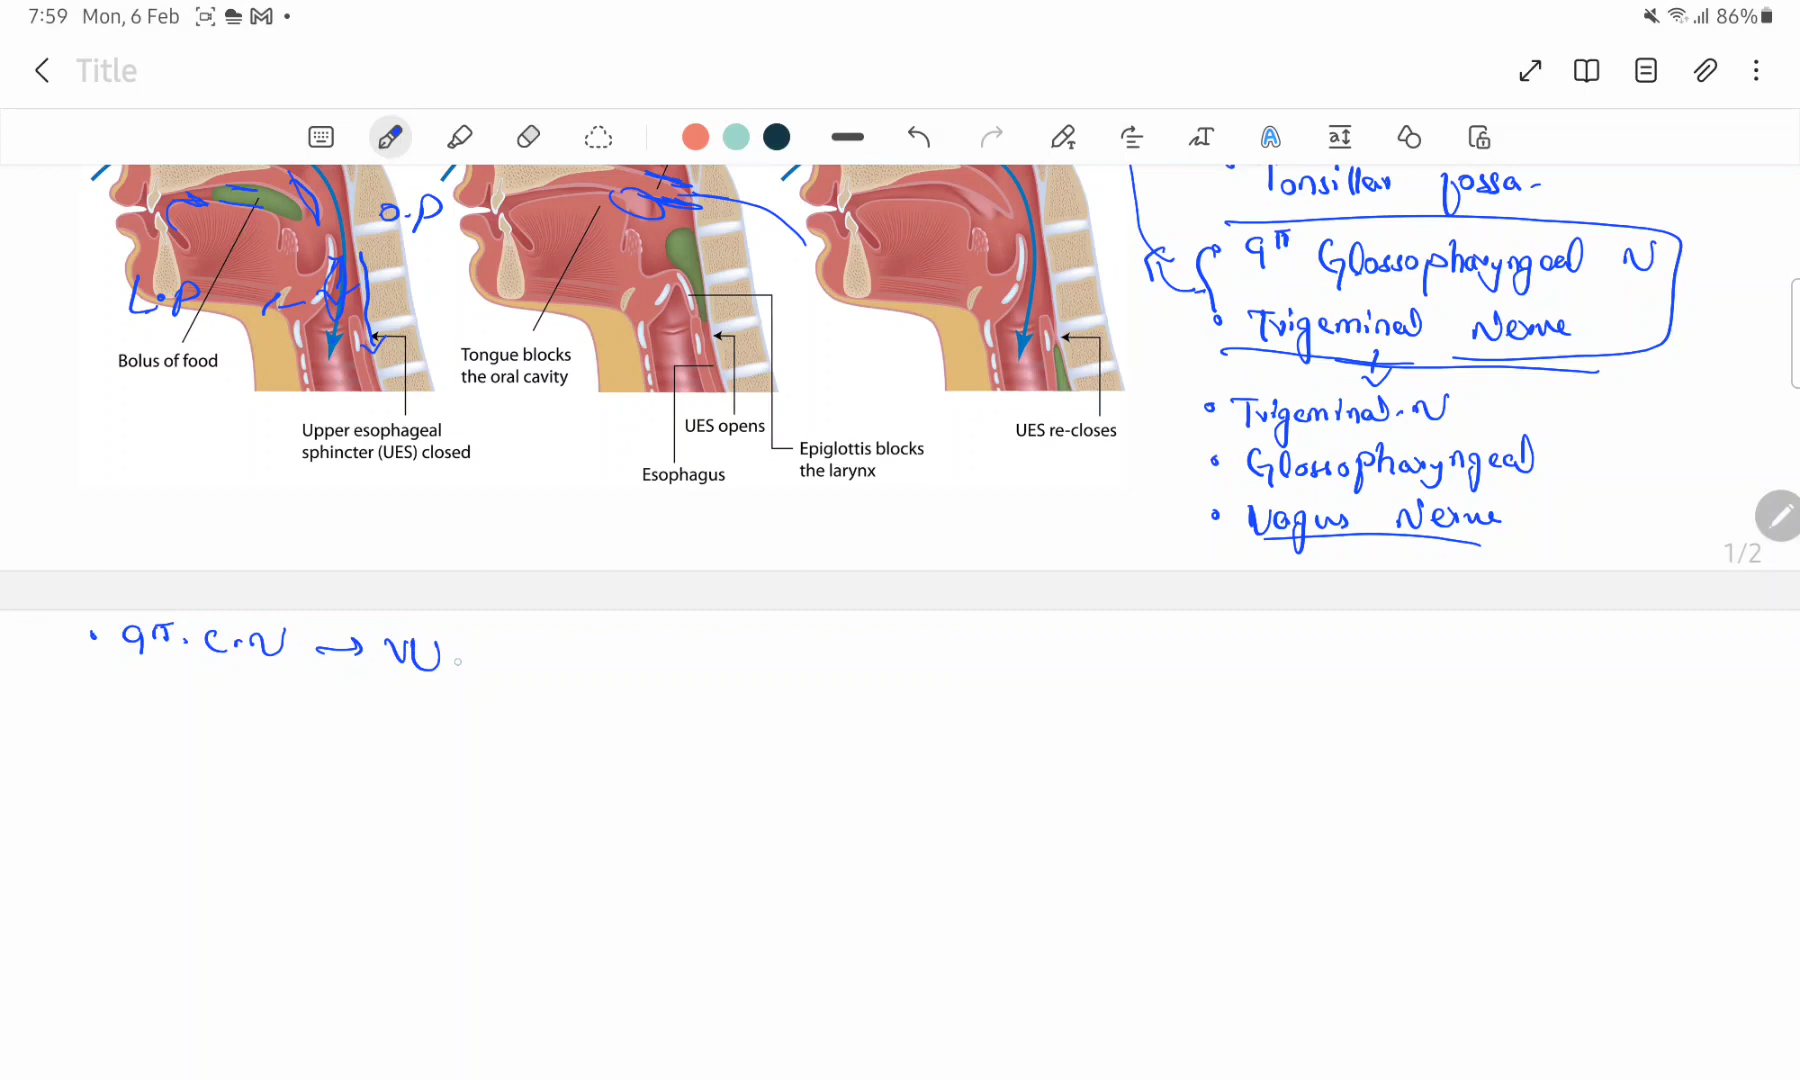 7:59 Mon, 6 Feb
86%
Title
O.P
L.P
Bolus of food
Upper esophageal
sphincter (UES) closed
Tongue blocks
the oral cavity
UES opens
Esophagus
Epiglottis blocks
the larynx
UES re-closes
Tonsillar fossa -
9th Glossopharyngeal N
Trigeminal Nerve
Trigeminal. N
Glossopharyngeal
Vagus Nerve
1/2
9th. C.N →